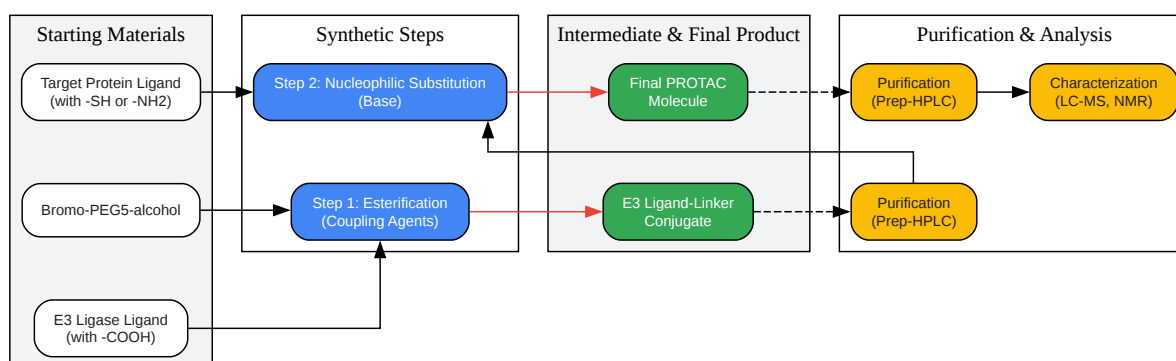 Starting Materials
Synthetic Steps
Intermediate & Final Product
Purification & Analysis
Target Protein Ligand
(with -SH or -NH2)
Step 2: Nucleophilic Substitution
(Base)
Final PROTAC
Molecule
Purification
(Prep-HPLC)
Characterization
(LC-MS, NMR)
Bromo-PEG5-alcohol
Step 1: Esterification
(Coupling Agents)
E3 Ligand-Linker
Conjugate
Purification
(Prep-HPLC)
E3 Ligase Ligand
(with -COOH)